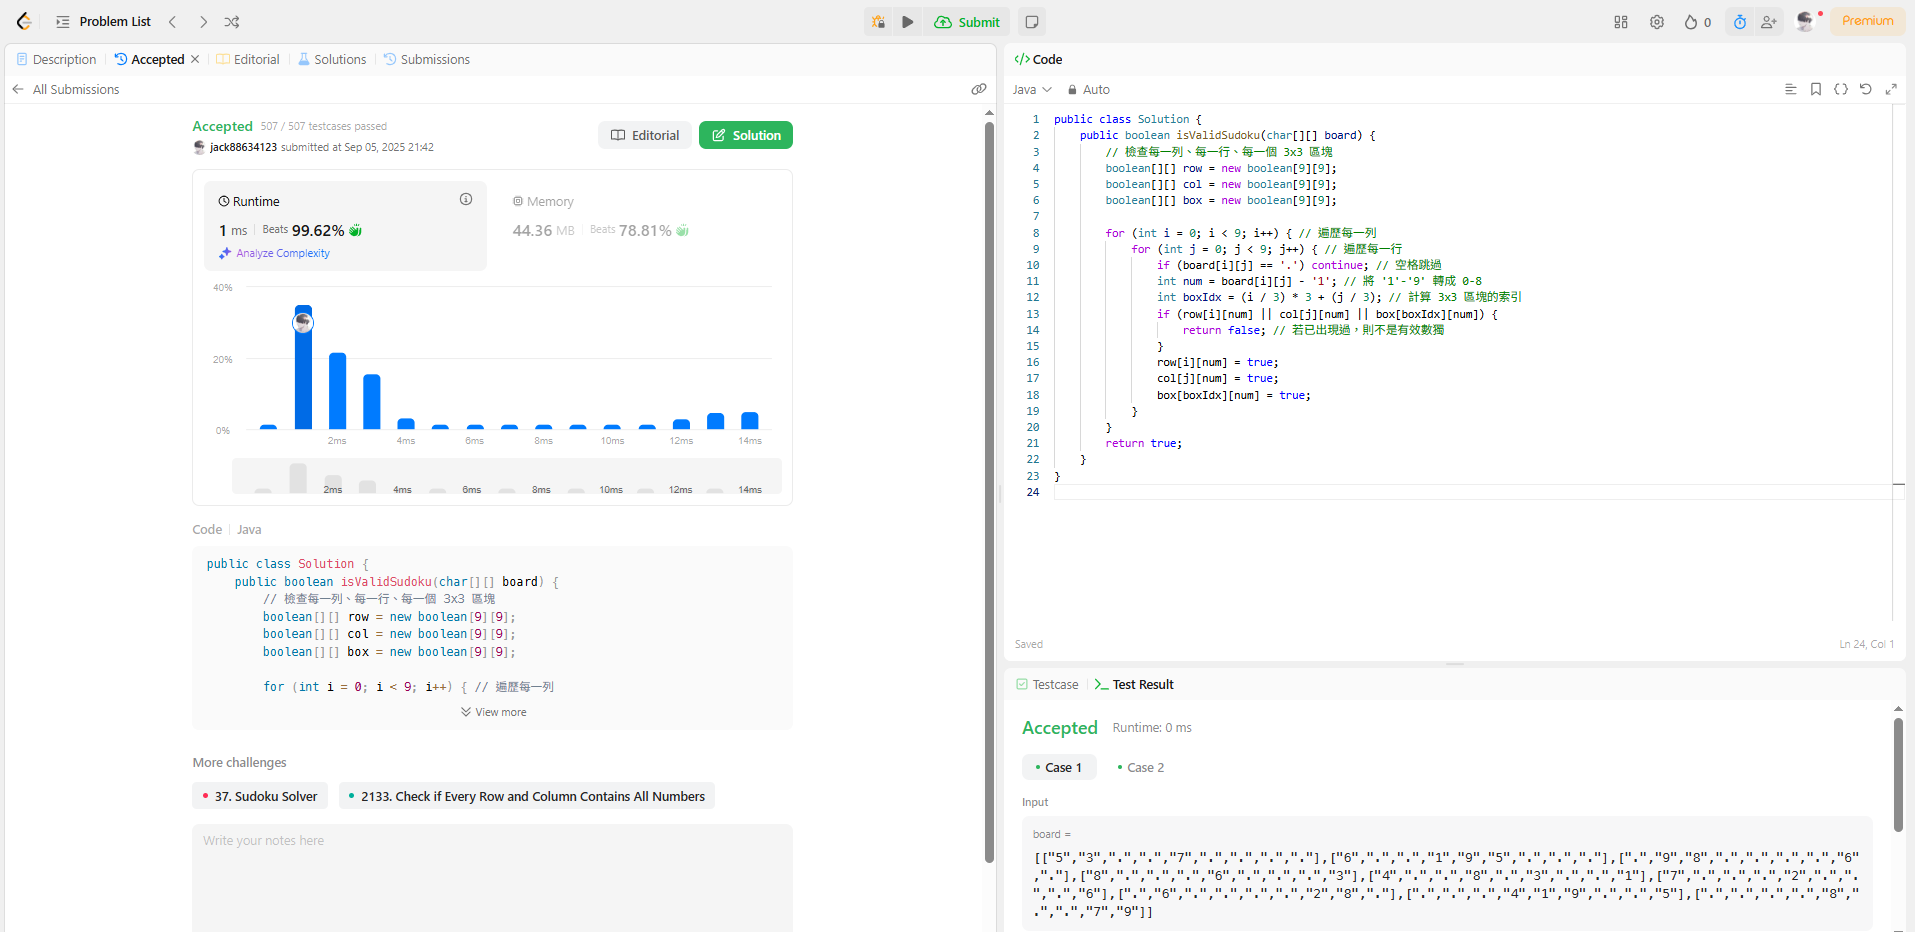 Problem List
Submit
0
Premium
Description
Accepted
Editorial
Solutions
Submissions
All Submissions
Accepted 507 / 507 testcases passed
jack88634123 submitted at Sep 05, 2025 21:42
Editorial
Solution
Runtime
1 ms Beats 99.62%
Analyze Complexity
Memory
44.36 MB Beats 78.81%
40%
20%
0%
2ms 4ms 6ms 8ms 10ms 12ms 14ms
2ms 4ms 6ms 8ms 10ms 12ms 14ms
Code Java
public class Solution {
public boolean isValidSudoku(char[][] board) {
// 檢查每一列、每一行、每一個 3x3 區塊
boolean[][] row = new boolean[9][9];
boolean[][] col = new boolean[9][9];
boolean[][] box = new boolean[9][9];
for (int i = 0; i < 9; i++) { // 遍歷每一列
View more
More challenges
37. Sudoku Solver
2133. Check if Every Row and Column Contains All Numbers
Write your notes here
</> Code
Java Auto
1 public class Solution {
2 public boolean isValidSudoku(char[][] board) {
3 // 檢查每一列、每一行、每一個 3x3 區塊
4 boolean[][] row = new boolean[9][9];
5 boolean[][] col = new boolean[9][9];
6 boolean[][] box = new boolean[9][9];
7
8 for (int i = 0; i < 9; i++) { // 遍歷每一列
9 for (int j = 0; j < 9; j++) { // 遍歷每一行
10 if (board[i][j] == '.') continue; // 空格跳過
11 int num = board[i][j] - '1'; // 將 '1'-'9' 轉成 0-8
12 int boxIdx = (i / 3) * 3 + (j / 3); // 計算 3x3 區塊的索引
13 if (row[i][num] || col[j][num] || box[boxIdx][num]) {
14 return false; // 若已出現過，則不是有效數獨
15 }
16 row[i][num] = true;
17 col[j][num] = true;
18 box[boxIdx][num] = true;
19 }
20 }
21 return true;
22 }
23 }
24
Saved
Ln 24, Col 1
Testcase
Test Result
Accepted Runtime: 0 ms
Case 1
Case 2
Input
board =
[["5","3",".",".","7",".",".",".","."],["6",".",".","1","9","5",".",".","."],[".","9","8",".",".",".",".","6"
,"."],["8",".",".",".","6",".",".",".","3"],["4",".",".","8",".","3",".",".","1"],["7",".",".",".","2",".",".
",".","6"],[".","6",".",".",".",".","2","8","."],[".",".",".","4","1","9",".",".","5"],[".",".",".",".","8","
.",".","7","9"]]